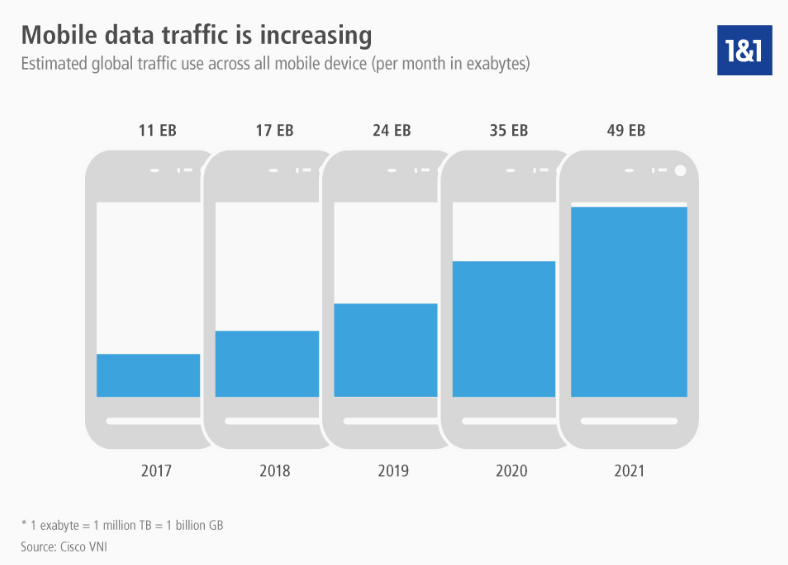 Mobile data traffic is increasing
Estimated global traffic use across all mobile device (per month in exabytes)
1&1
11 EB 17 EB 24 EB 35 EB 49 EB
2017 2018 2019 2020 2021
* 1 exabyte = 1 million TB = 1 billion GB
Source: Cisco VNI